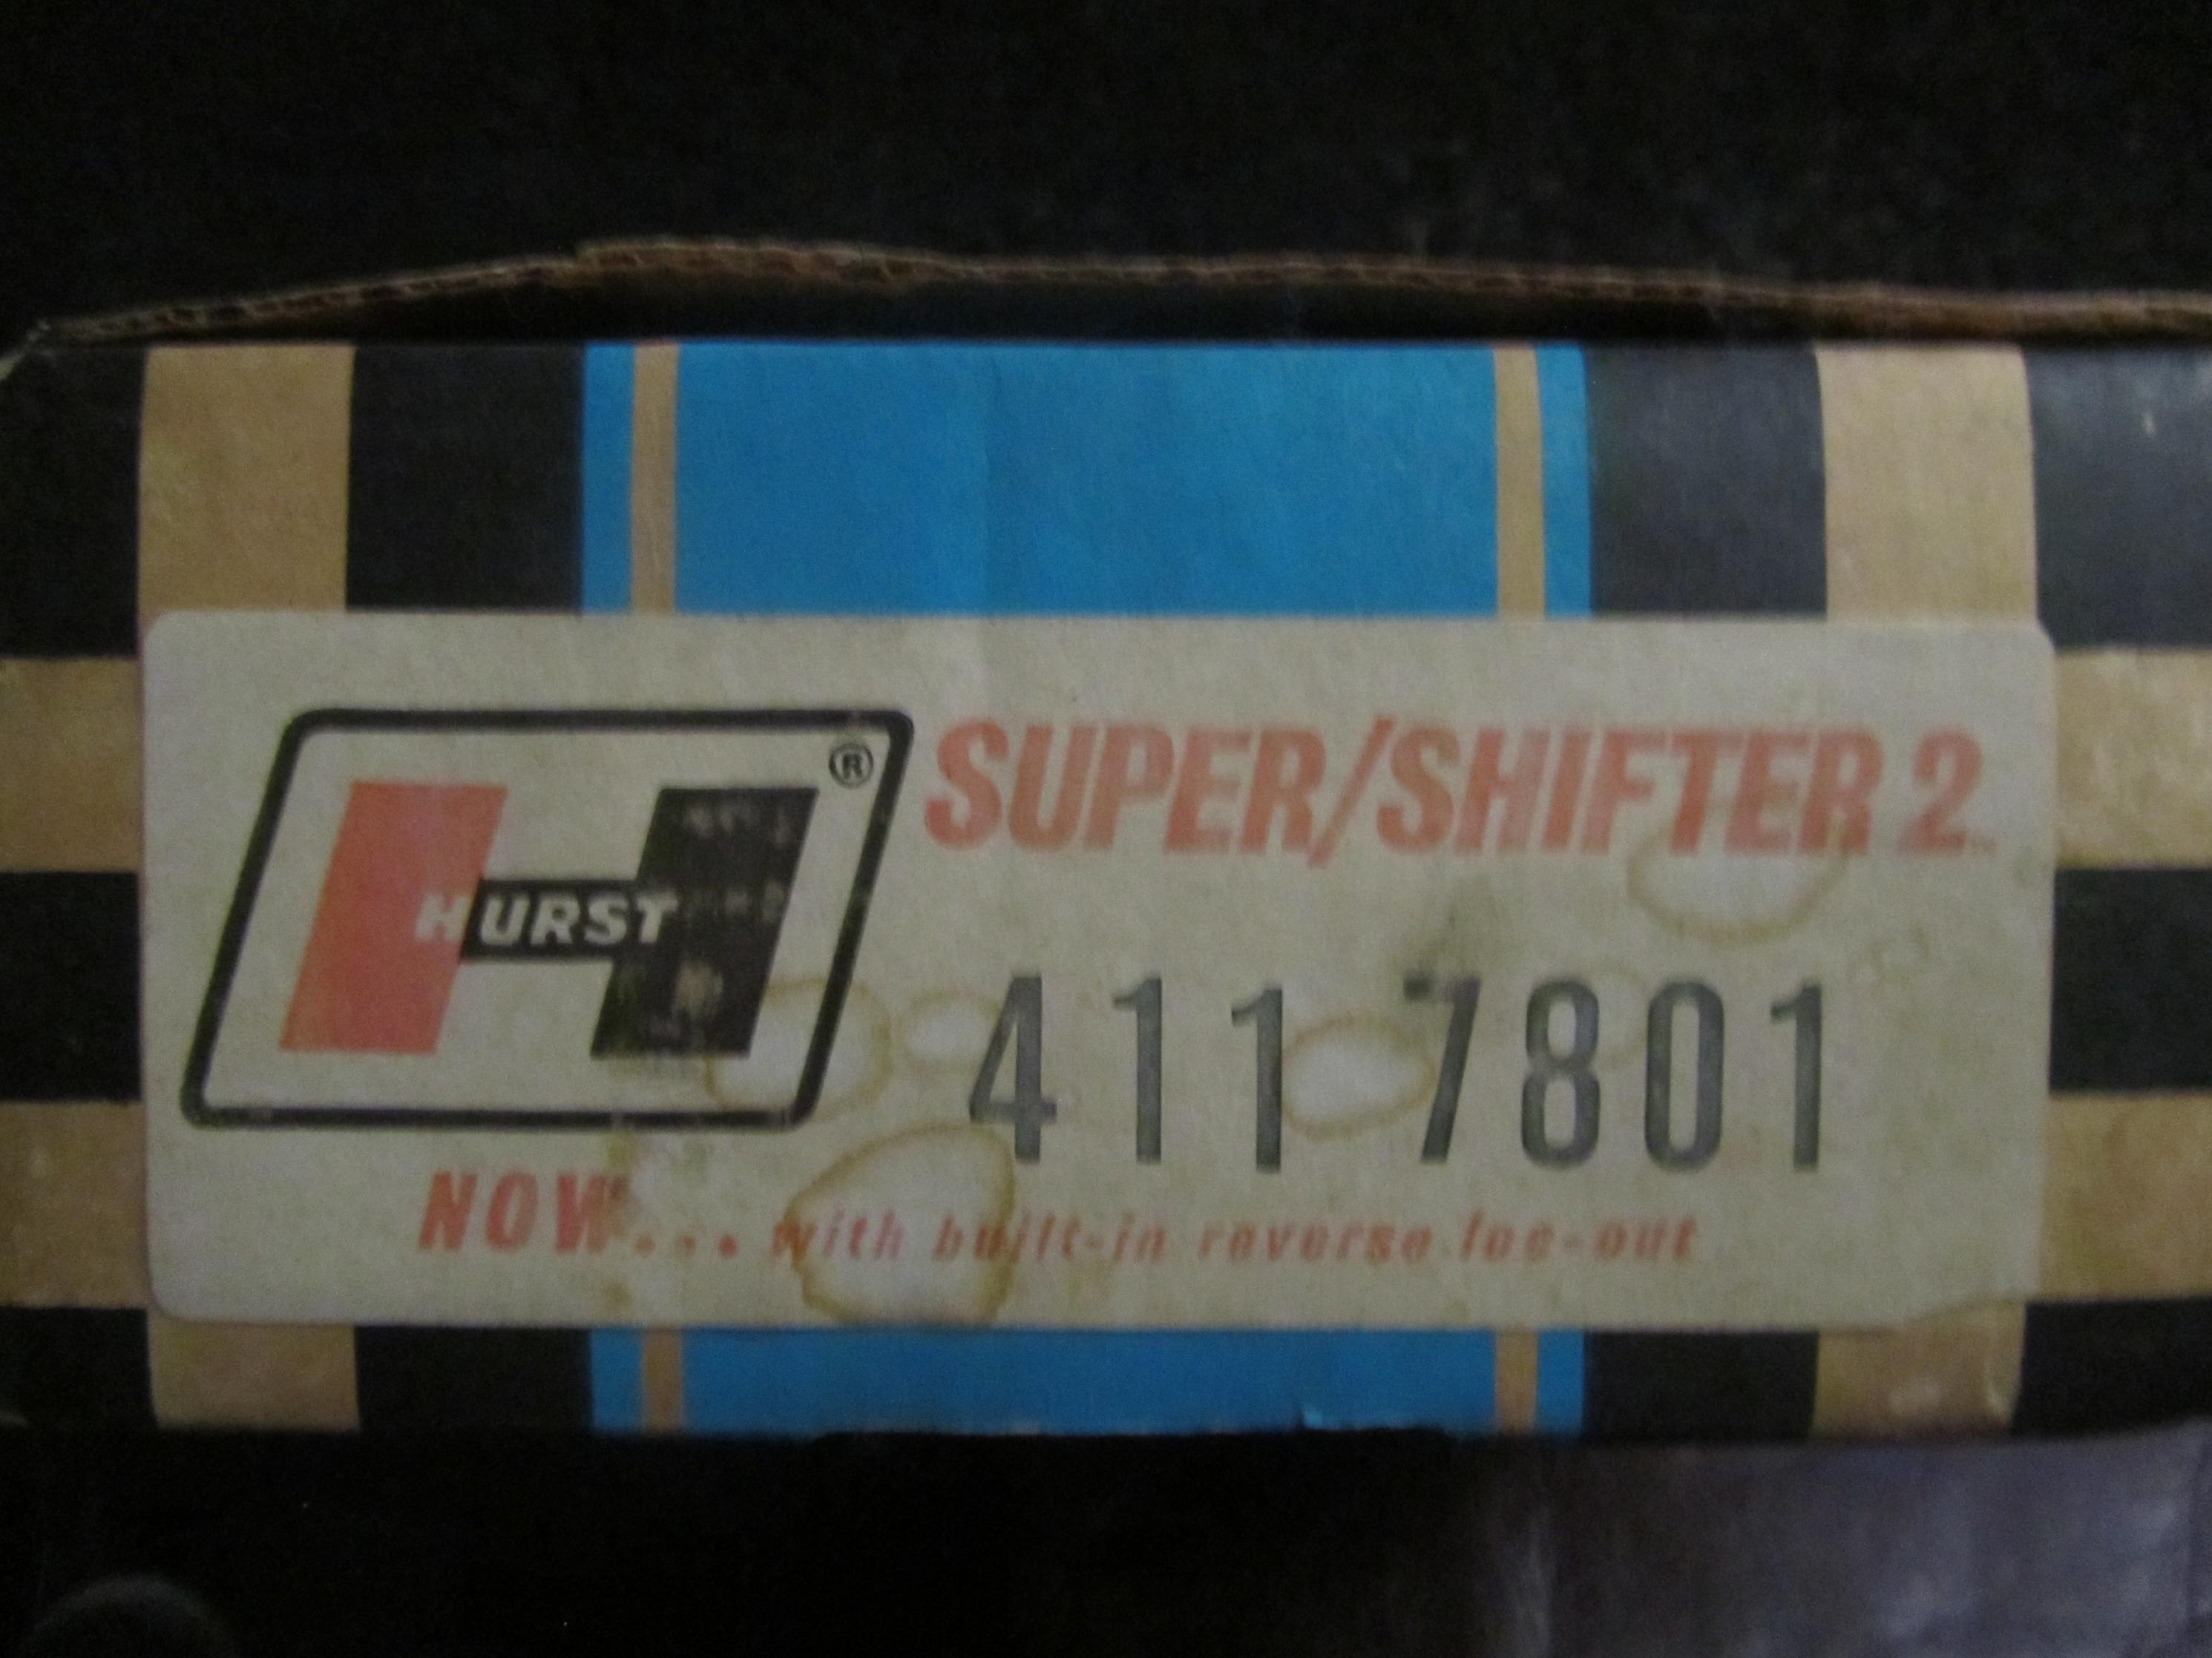 HURST ®
SUPER/SHIFTER 2
411 7801
NOW... with built-in reverse loc-out